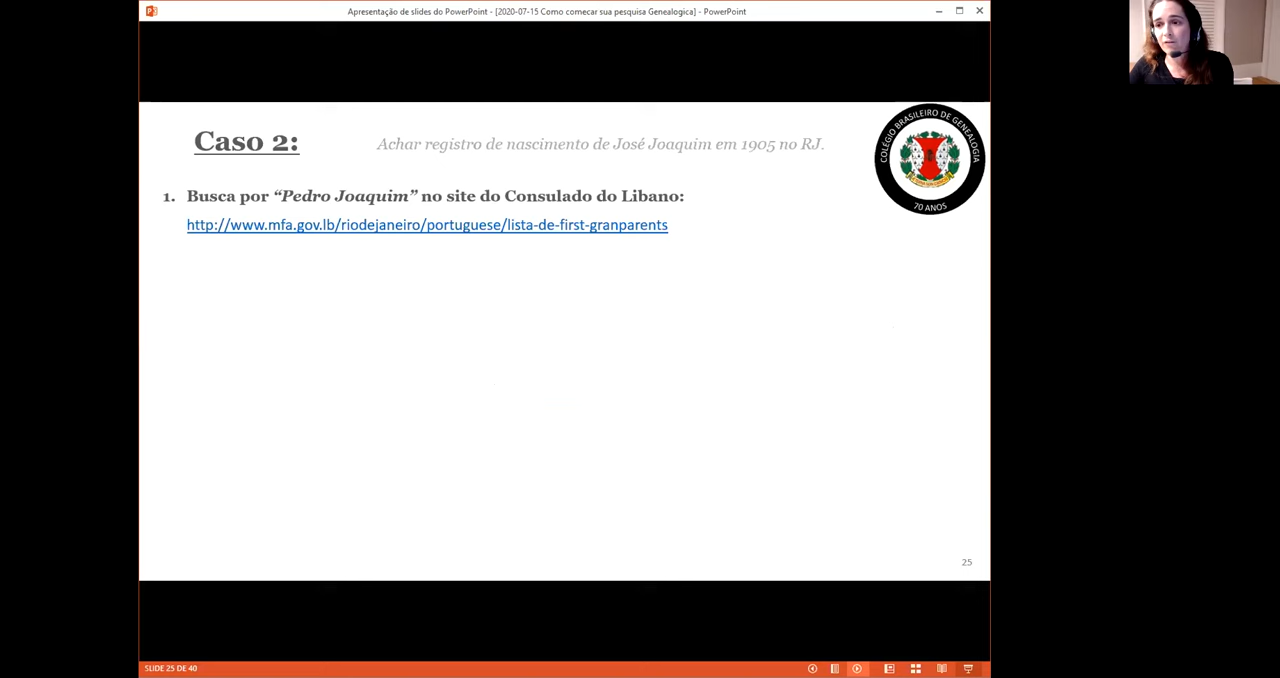 Apresentação de slides do PowerPoint - [2020-07-15 Como comecar sua pesquisa Genealogica] - PowerPoint
Caso 2:
Achar registro de nascimento de José Joaquim em 1905 no RJ.
COLÉGIO BRASILEIRO DE GENEALOGIA
70 ANOS
1. Busca por “Pedro Joaquim” no site do Consulado do Libano:
http://www.mfa.gov.lb/riodejaneiro/portuguese/lista-de-first-granparents
25
SLIDE 25 DE 40